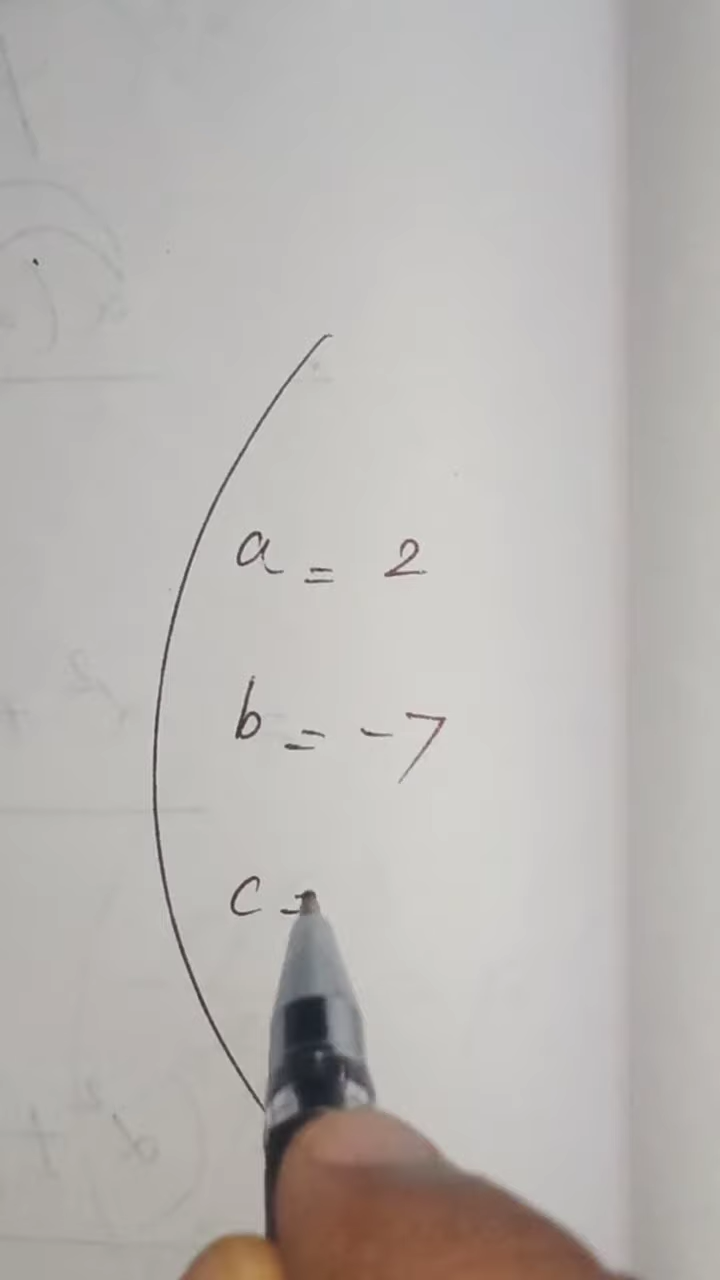 a = 2
b = -7
c =